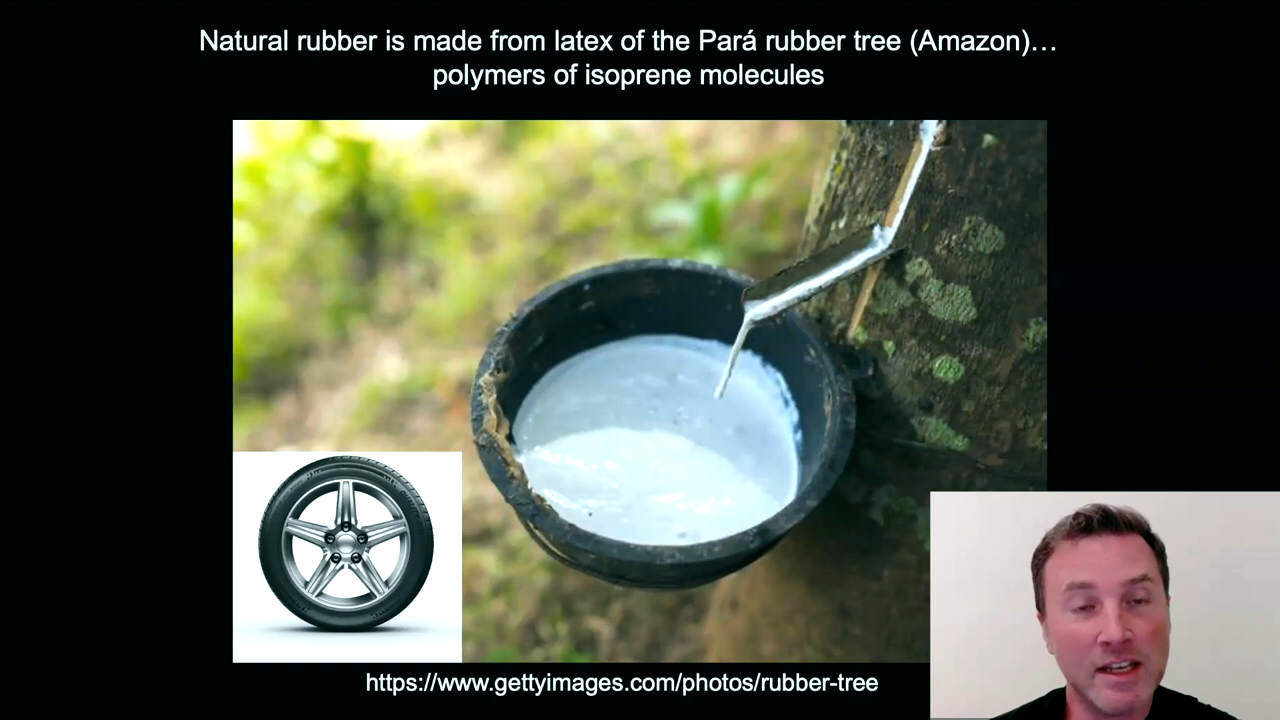 Natural rubber is made from latex of the Pará rubber tree (Amazon)…
polymers of isoprene molecules
https://www.gettyimages.com/photos/rubber-tree